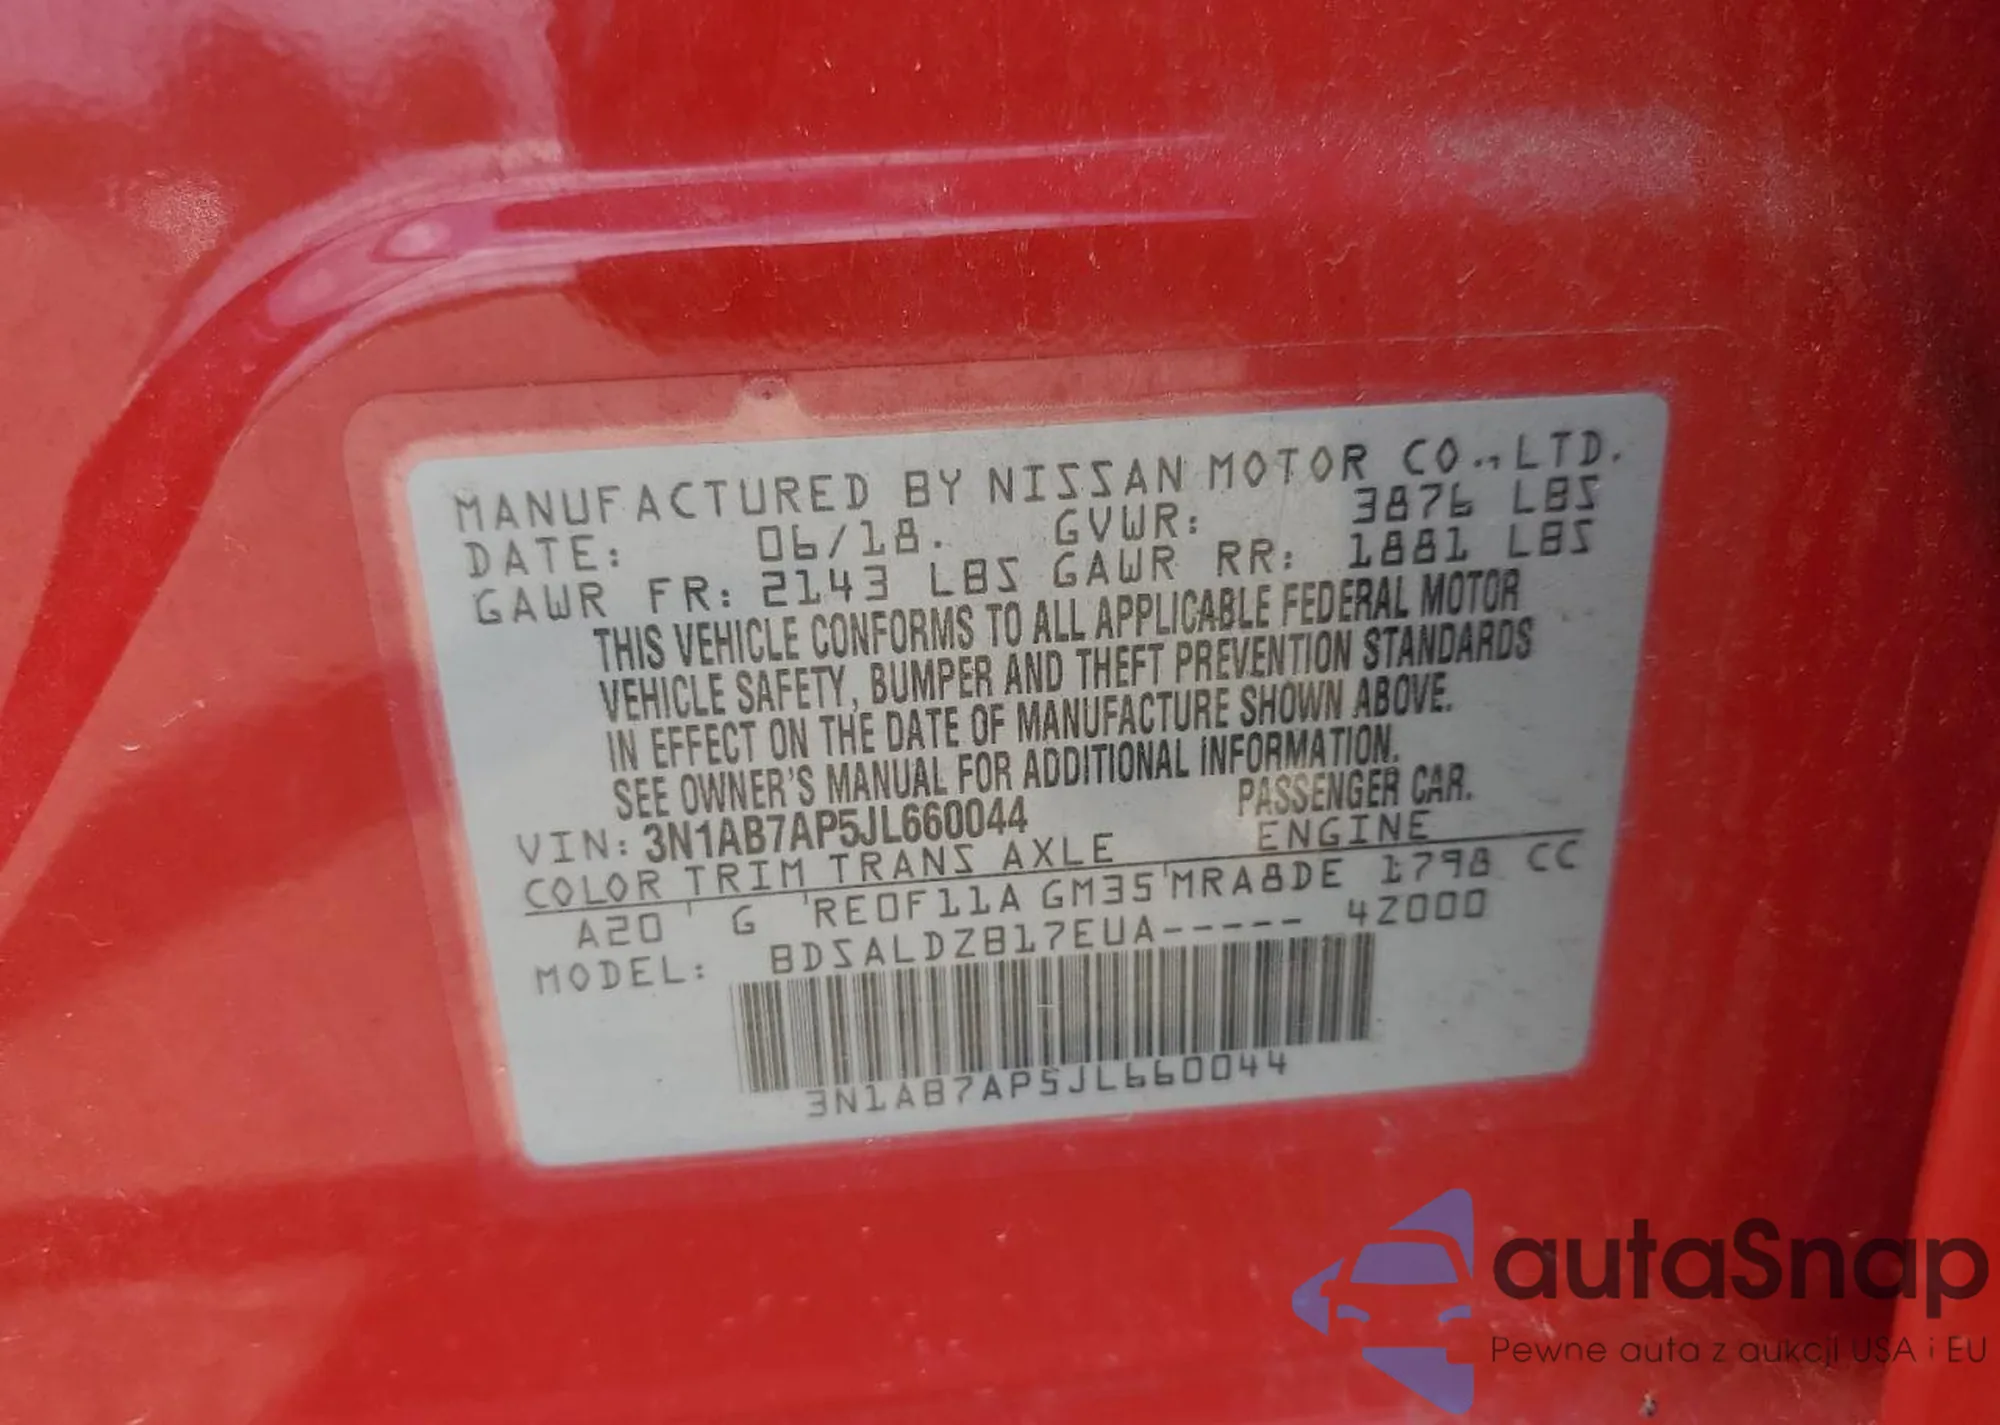 MANUFACTURED BY NISSAN MOTOR CO.,LTD.
DATE: 06/18. GVWR: 3876 LBS
GAWR FR: 2143 LBS GAWR RR: 1881 LBS
THIS VEHICLE CONFORMS TO ALL APPLICABLE FEDERAL MOTOR
VEHICLE SAFETY, BUMPER AND THEFT PREVENTION STANDARDS
IN EFFECT ON THE DATE OF MANUFACTURE SHOWN ABOVE.
SEE OWNER'S MANUAL FOR ADDITIONAL INFORMATION.
VIN: 3N1AB7AP5JL660044 PASSENGER CAR.
COLOR TRIM TRANS AXLE ENGINE
A20 G RE0F11A GM35 MRA8DE 1798 CC
MODEL: BDSALDZB17EUA----- 4Z000
3N1AB7AP5JL660044
autaSnap
Pewne auta z aukcji USA i EU